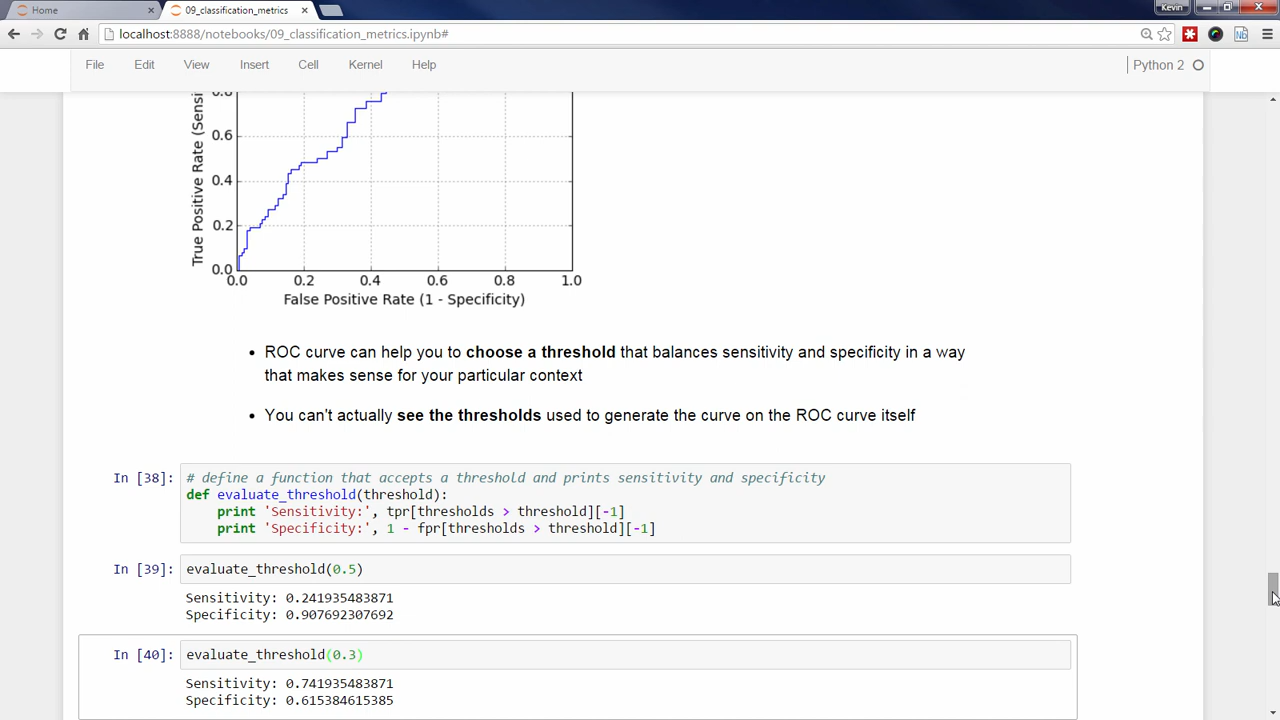 Home
09_classification_metrics
Kevin
localhost:8888/notebooks/09_classification_metrics.ipynb#
File Edit View Insert Cell Kernel Help
Python 2
True Positive Rate (Sensi
0.8
0.6
0.4
0.2
0.0
0.0 0.2 0.4 0.6 0.8 1.0
False Positive Rate (1 - Specificity)
• ROC curve can help you to choose a threshold that balances sensitivity and specificity in a way
that makes sense for your particular context
• You can't actually see the thresholds used to generate the curve on the ROC curve itself
In [38]: # define a function that accepts a threshold and prints sensitivity and specificity
def evaluate_threshold(threshold):
print 'Sensitivity:', tpr[thresholds > threshold][-1]
print 'Specificity:', 1 - fpr[thresholds > threshold][-1]
In [39]: evaluate_threshold(0.5)
Sensitivity: 0.241935483871
Specificity: 0.907692307692
In [40]: evaluate_threshold(0.3)
Sensitivity: 0.741935483871
Specificity: 0.615384615385